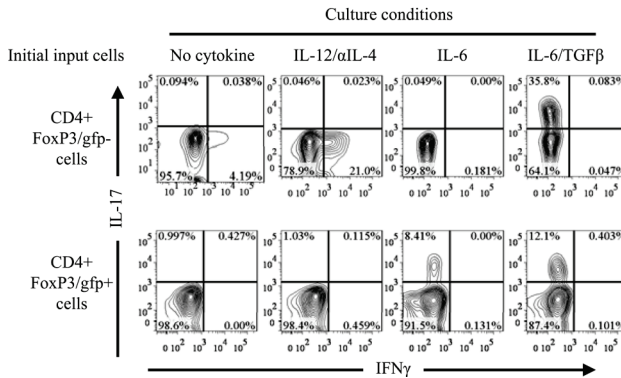 Culture conditions
Initial input cells No cytokine IL-12/αIL-4 IL-6 IL-6/TGFβ
CD4+
FoxP3/gfp-
cells
0.094% 0.038%
95.7% 4.19%
0.046% 0.023%
78.9% 21.0%
0.049% 0.00%
99.8% 0.181%
35.8% 0.083%
64.1% 0.047%
IL-17
CD4+
FoxP3/gfp+
cells
0.997% 0.427%
98.6% 0.00%
1.03% 0.115%
98.4% 0.459%
8.41% 0.00%
91.5% 0.131%
12.1% 0.403%
87.4% 0.101%
IFNγ